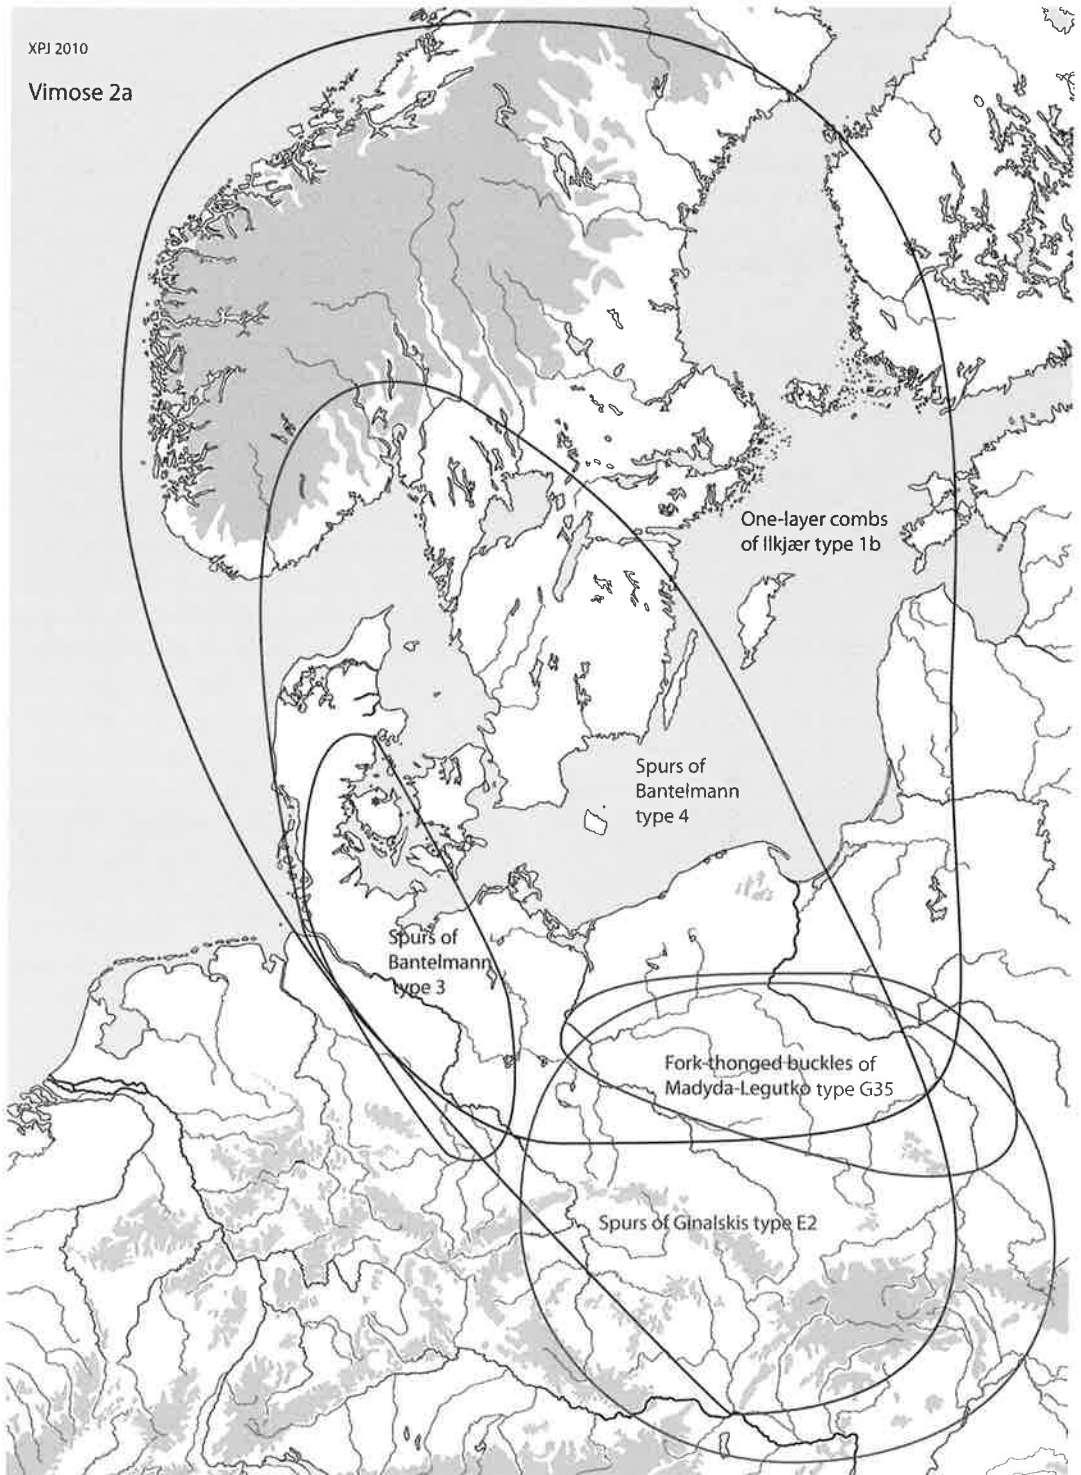 XPJ 2010
Vimose 2a
One-layer combs
of Ilkjær type 1b
Spurs of
Bantelmann
type 4
Spurs of
Bantelmann
type 3
Fork-thonged buckles of
Madyda-Legutko type G35
Spurs of Ginalskis type E2